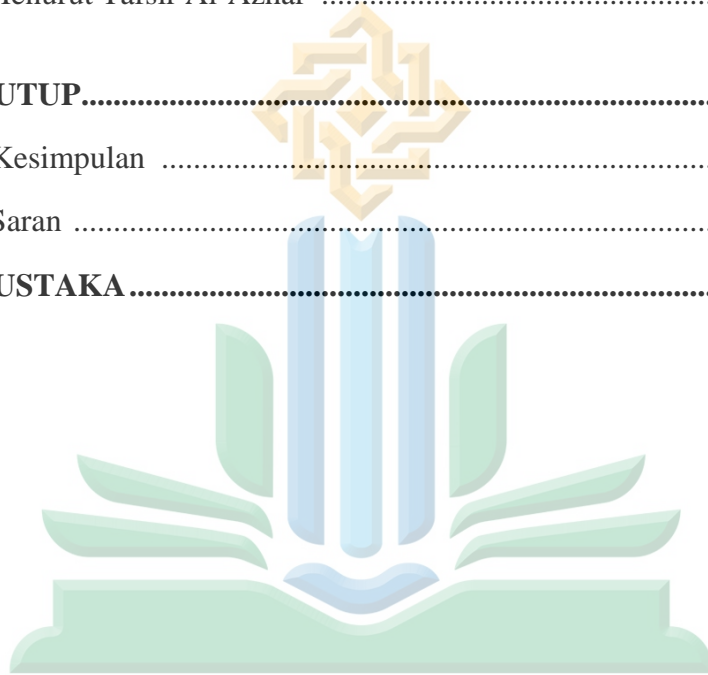 Menurut Tafsir Al-Azhar ....................................................
UTUP................................................................................
Kesimpulan ......................................................................
Saran .................................................................................
USTAKA..........................................................................